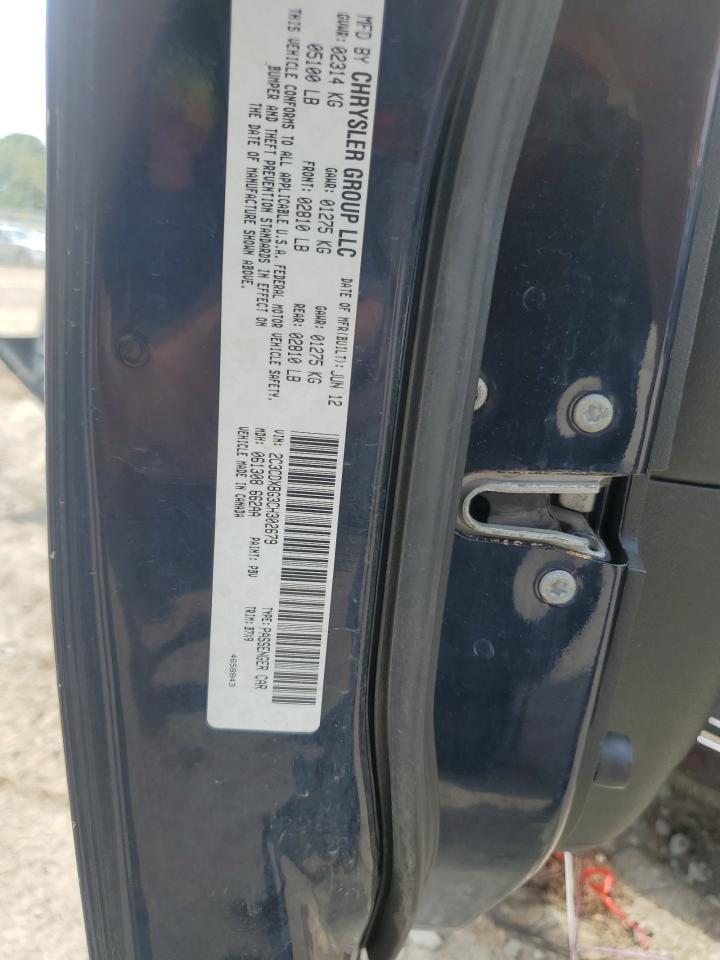 MFD BY CHRYSLER GROUP LLC
DATE OF MFR(BUILT): JUN 12
GVWR: 02314 KG
GAWR: 01275 KG
GAWR: 01275 KG
05100 LB
FRONT: 02810 LB
REAR: 02810 LB
THIS VEHICLE CONFORMS TO ALL APPLICABLE U.S.A. FEDERAL MOTOR VEHICLE SAFETY,
BUMPER AND THEFT PREVENTION STANDARDS IN EFFECT ON
THE DATE OF MANUFACTURE SHOWN ABOVE.
VIN: 2C3CDXBG3CH302679
TYPE: PASSENGER CAR
MDH: 061308 662AA
PAINT: PBV
TRIM: B7X9
VEHICLE MADE IN CANADA
4658843